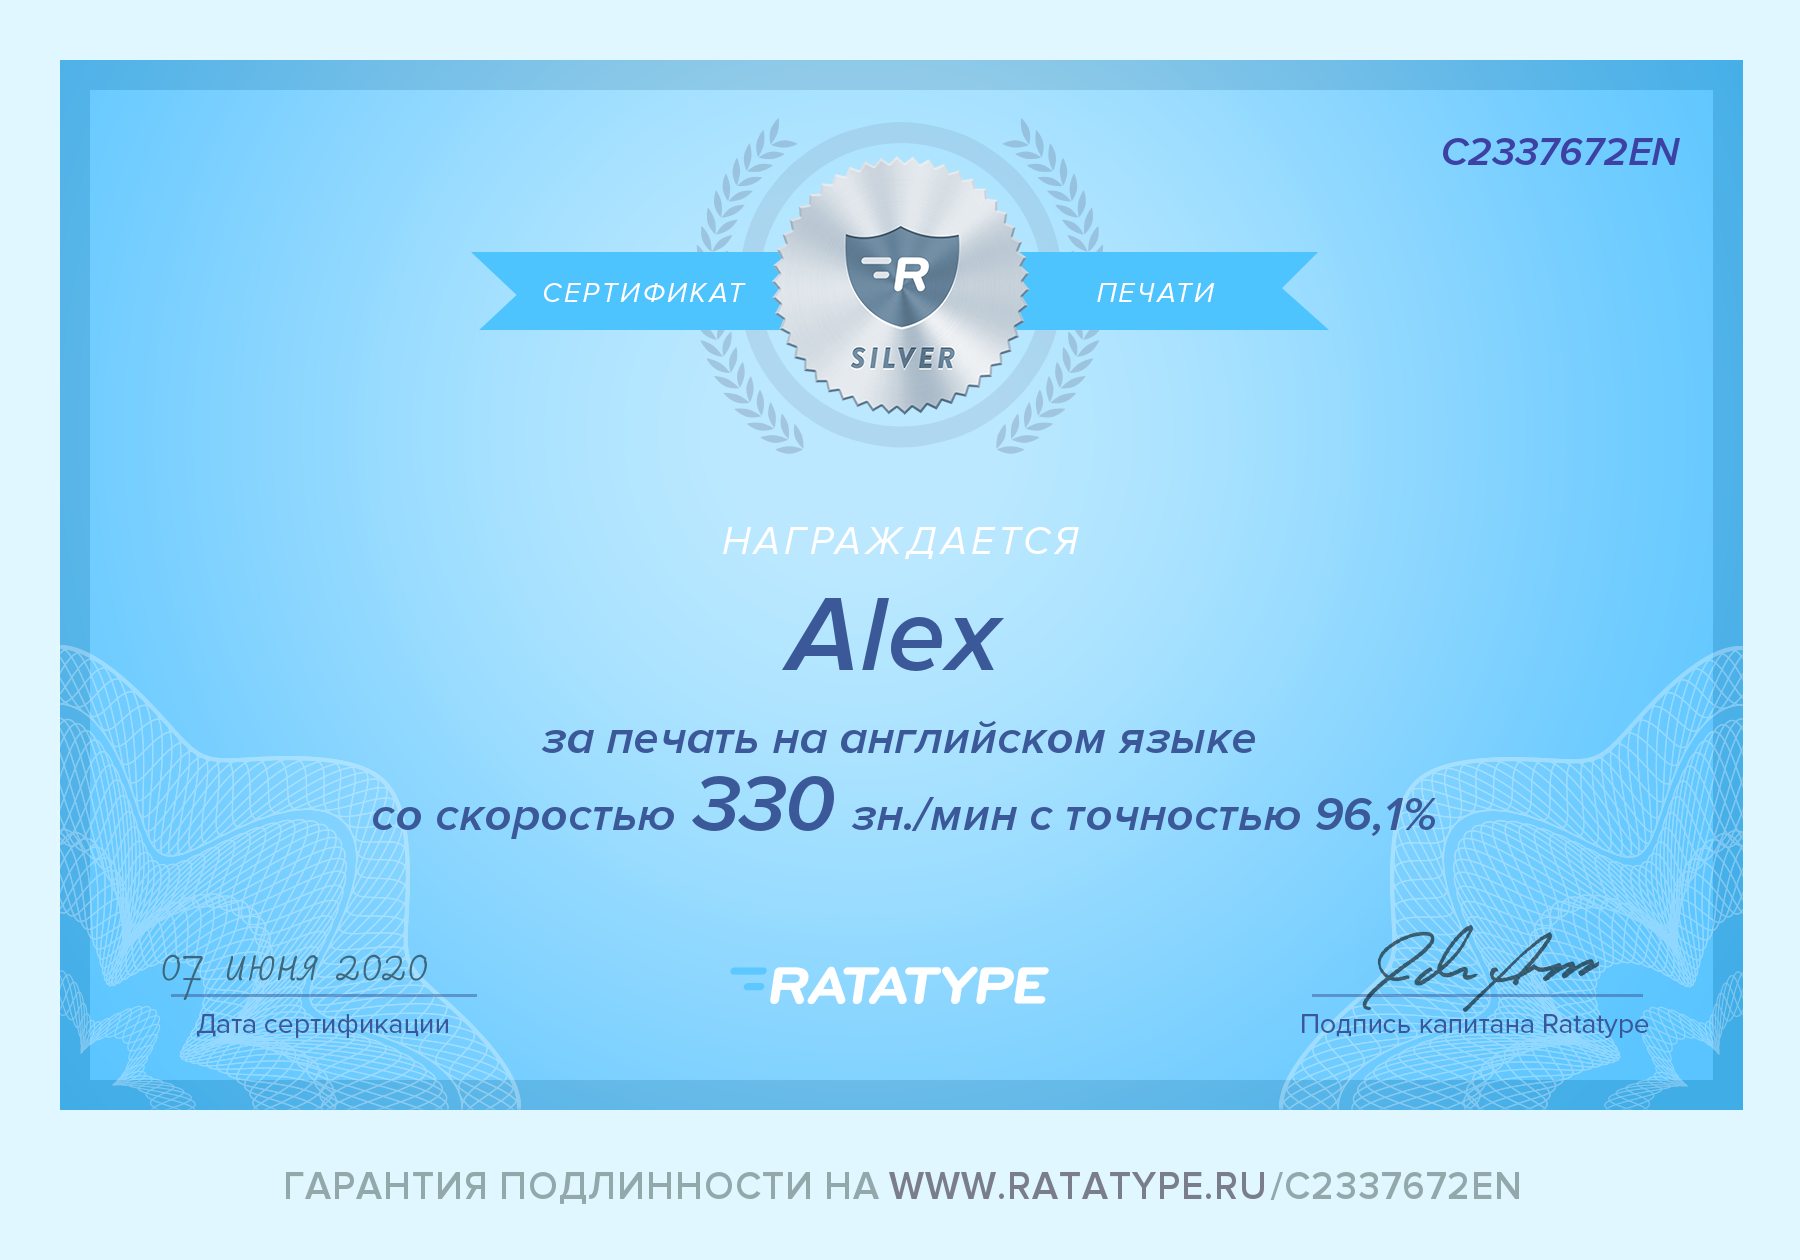 C2337672EN
СЕРТИФИКАТ ПЕЧАТИ
R
SILVER
НАГРАЖДАЕТСЯ
Alex
за печать на английском языке
со скоростью 330 зн./мин с точностью 96,1%
07 июня 2020
RATATYPE
Дата сертификации
Подпись капитана Ratatype
ГАРАНТИЯ ПОДЛИННОСТИ НА WWW.RATATYPE.RU/C2337672EN